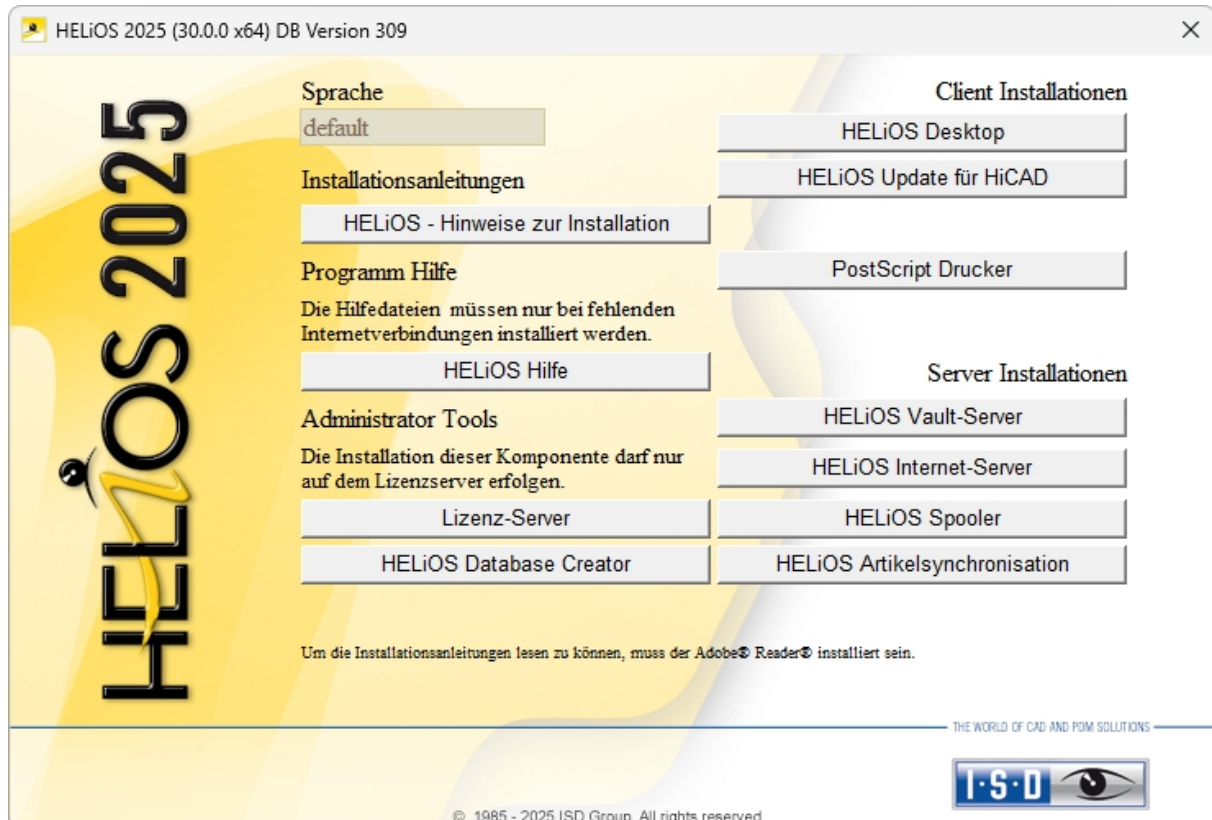 HELiOS 2025 (30.0.0 x64) DB Version 309
HELiOS 2025
Sprache
default
Installationsanleitungen
HELiOS - Hinweise zur Installation
Programm Hilfe
Die Hilfedateien müssen nur bei fehlenden
Internetverbindungen installiert werden.
HELiOS Hilfe
Administrator Tools
Die Installation dieser Komponente darf nur
auf dem Lizenzserver erfolgen.
Lizenz-Server
HELiOS Database Creator
Client Installationen
HELiOS Desktop
HELiOS Update für HiCAD
PostScript Drucker
Server Installationen
HELiOS Vault-Server
HELiOS Internet-Server
HELiOS Spooler
HELiOS Artikelsynchronisation
Um die Installationsanleitungen lesen zu können, muss der Adobe® Reader® installiert sein.
THE WORLD OF CAD AND PDM SOLUTIONS
I·S·D
© 1985 - 2025 ISD Group. All rights reserved